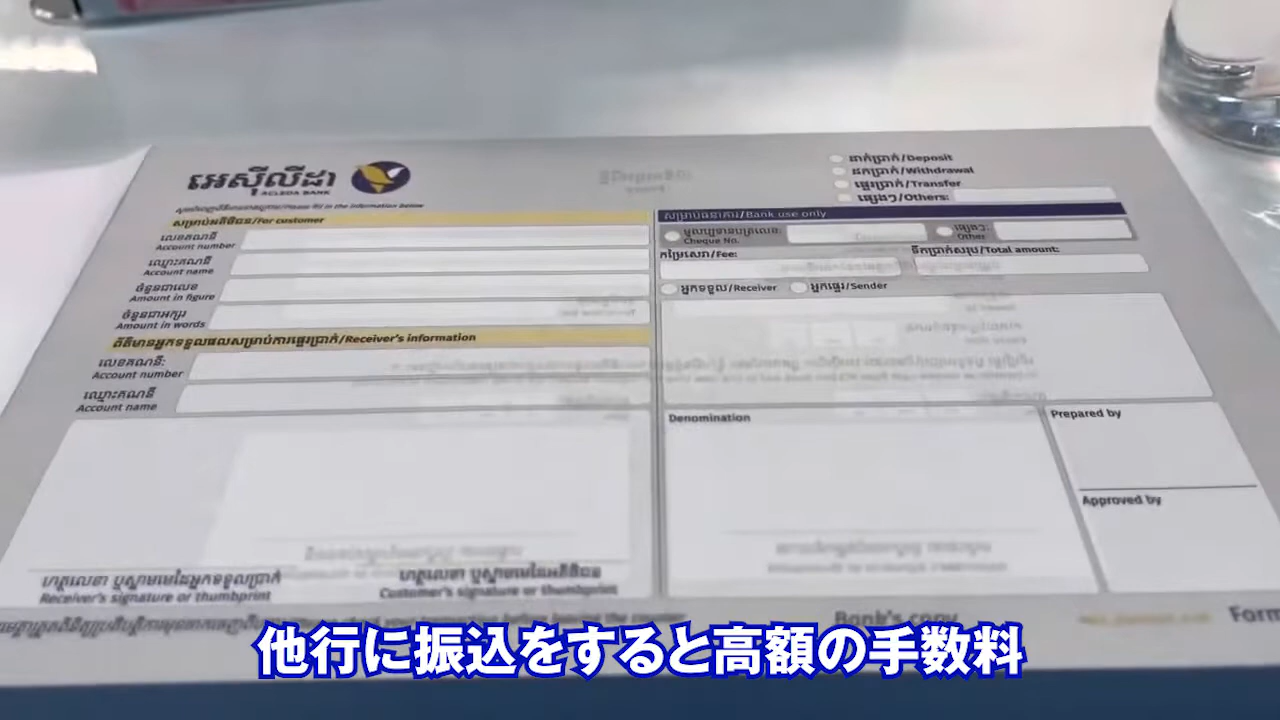 អេស៊ីលីដា
ACLEDA BANK
សម្រាប់អតិថិជន/For customer
លេខគណនី
Account number
ឈ្មោះគណនី
Account name
ចំនួនជាលេខ
Amount in figure
ចំនួនជាអក្សរ
Amount in words
ព័ត៌មានអ្នកទទួលផលសម្រាប់ការផ្ទេរប្រាក់/Receiver's information
លេខគណនី:
Account number
ឈ្មោះគណនី
Account name
ដាក់ប្រាក់/Deposit
ដកប្រាក់/Withdrawal
ផ្ទេរប្រាក់/Transfer
ផ្សេងៗ/Others:
សម្រាប់ធនាគារ/Bank use only
Cheque No.
ផ្សេងៗ:
Other
កម្រៃសេវា/Fee:
ទឹកប្រាក់សរុប/Total amount:
អ្នកទទួល/Receiver
អ្នកផ្ញើ/Sender
Denomination
Prepared by
Approved by
ហត្ថលេខា ឬស្នាមមេដៃអ្នកទទួលប្រាក់
Receiver's signature or thumbprint
ហត្ថលេខា ឬស្នាមមេដៃអតិថិជន
Customer's signature or thumbprint
Bank's copy
Form
他行に振込をすると高額の手数料